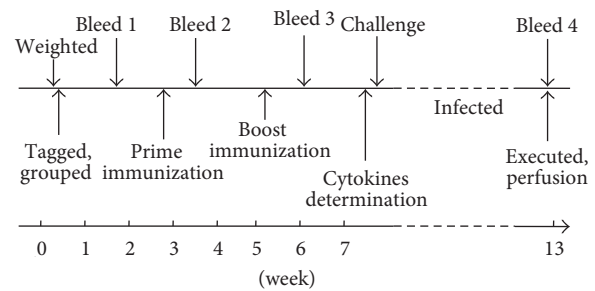 Bleed 1
Bleed 2
Bleed 3
Challenge
Bleed 4
Weighted
Infected
Tagged,
grouped
Prime
immunization
Boost
immunization
Cytokines
determination
Executed,
perfusion
0 1 2 3 4 5 6 7 13
(week)